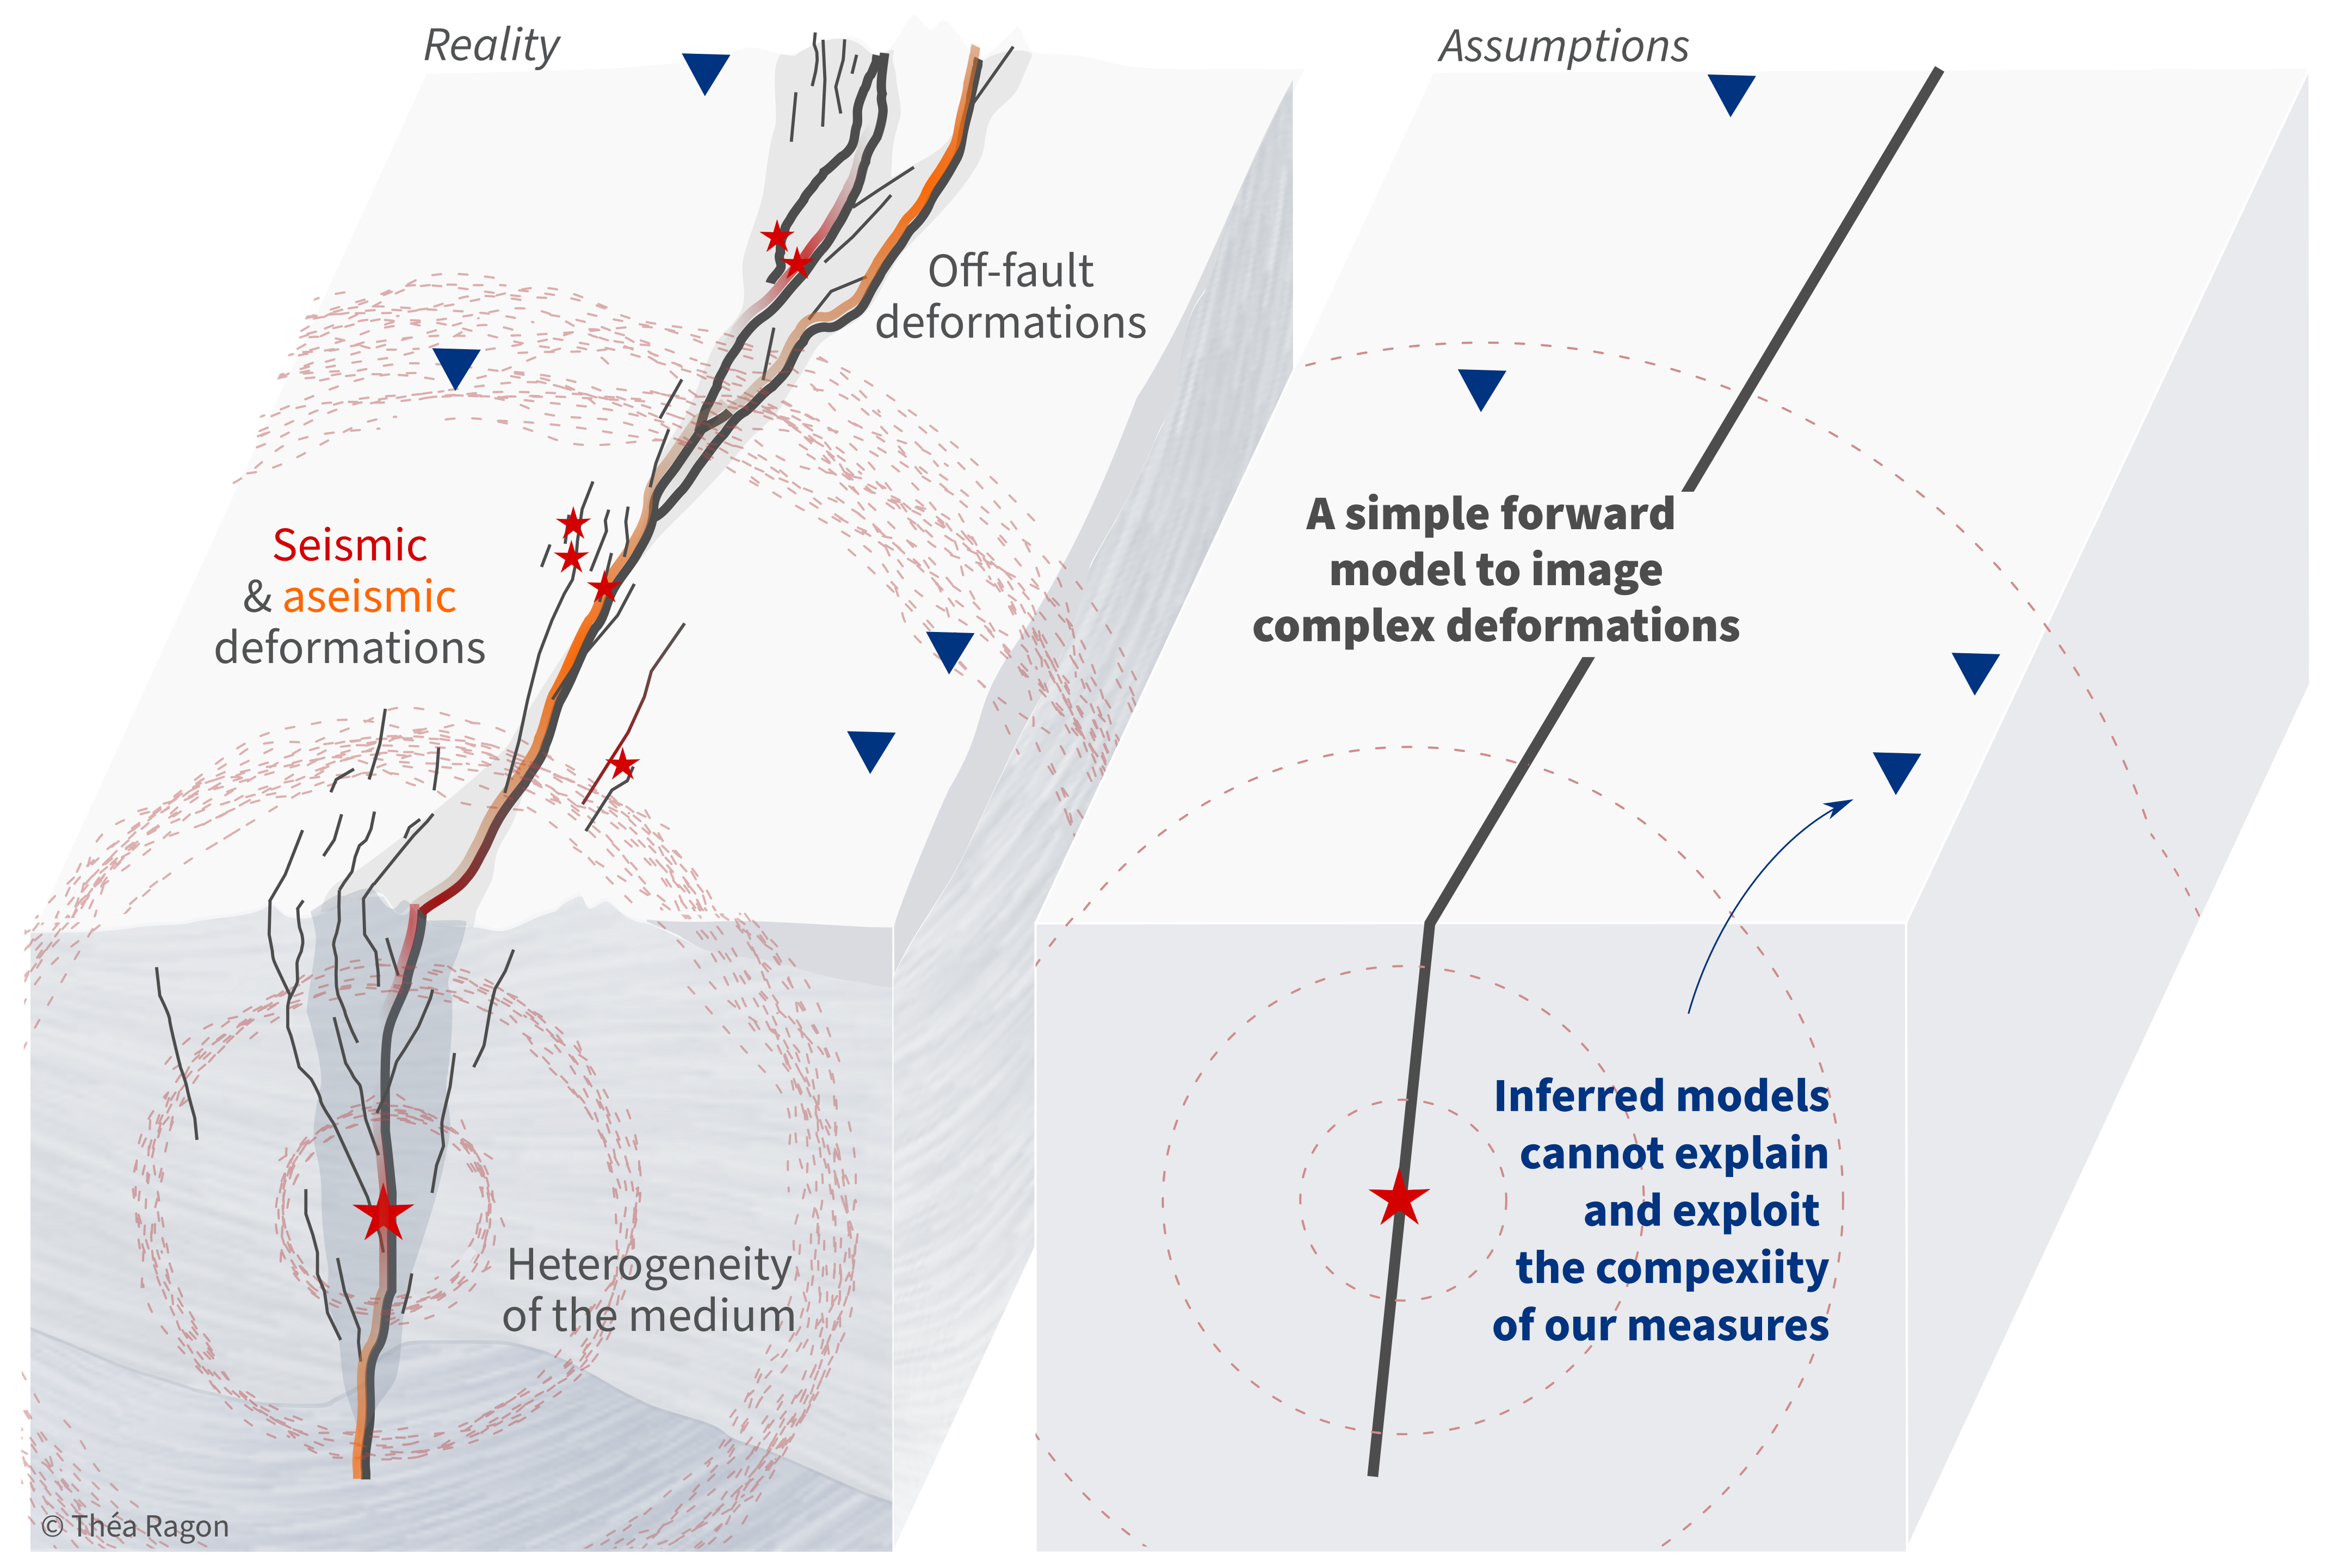 Reality
Off-fault
deformations
Seismic
& aseismic
deformations
Heterogeneity
of the medium
© Théa Ragon
Assumptions
A simple forward
model to image
complex deformations
Inferred models
cannot explain
and exploit
the compexiity
of our measures